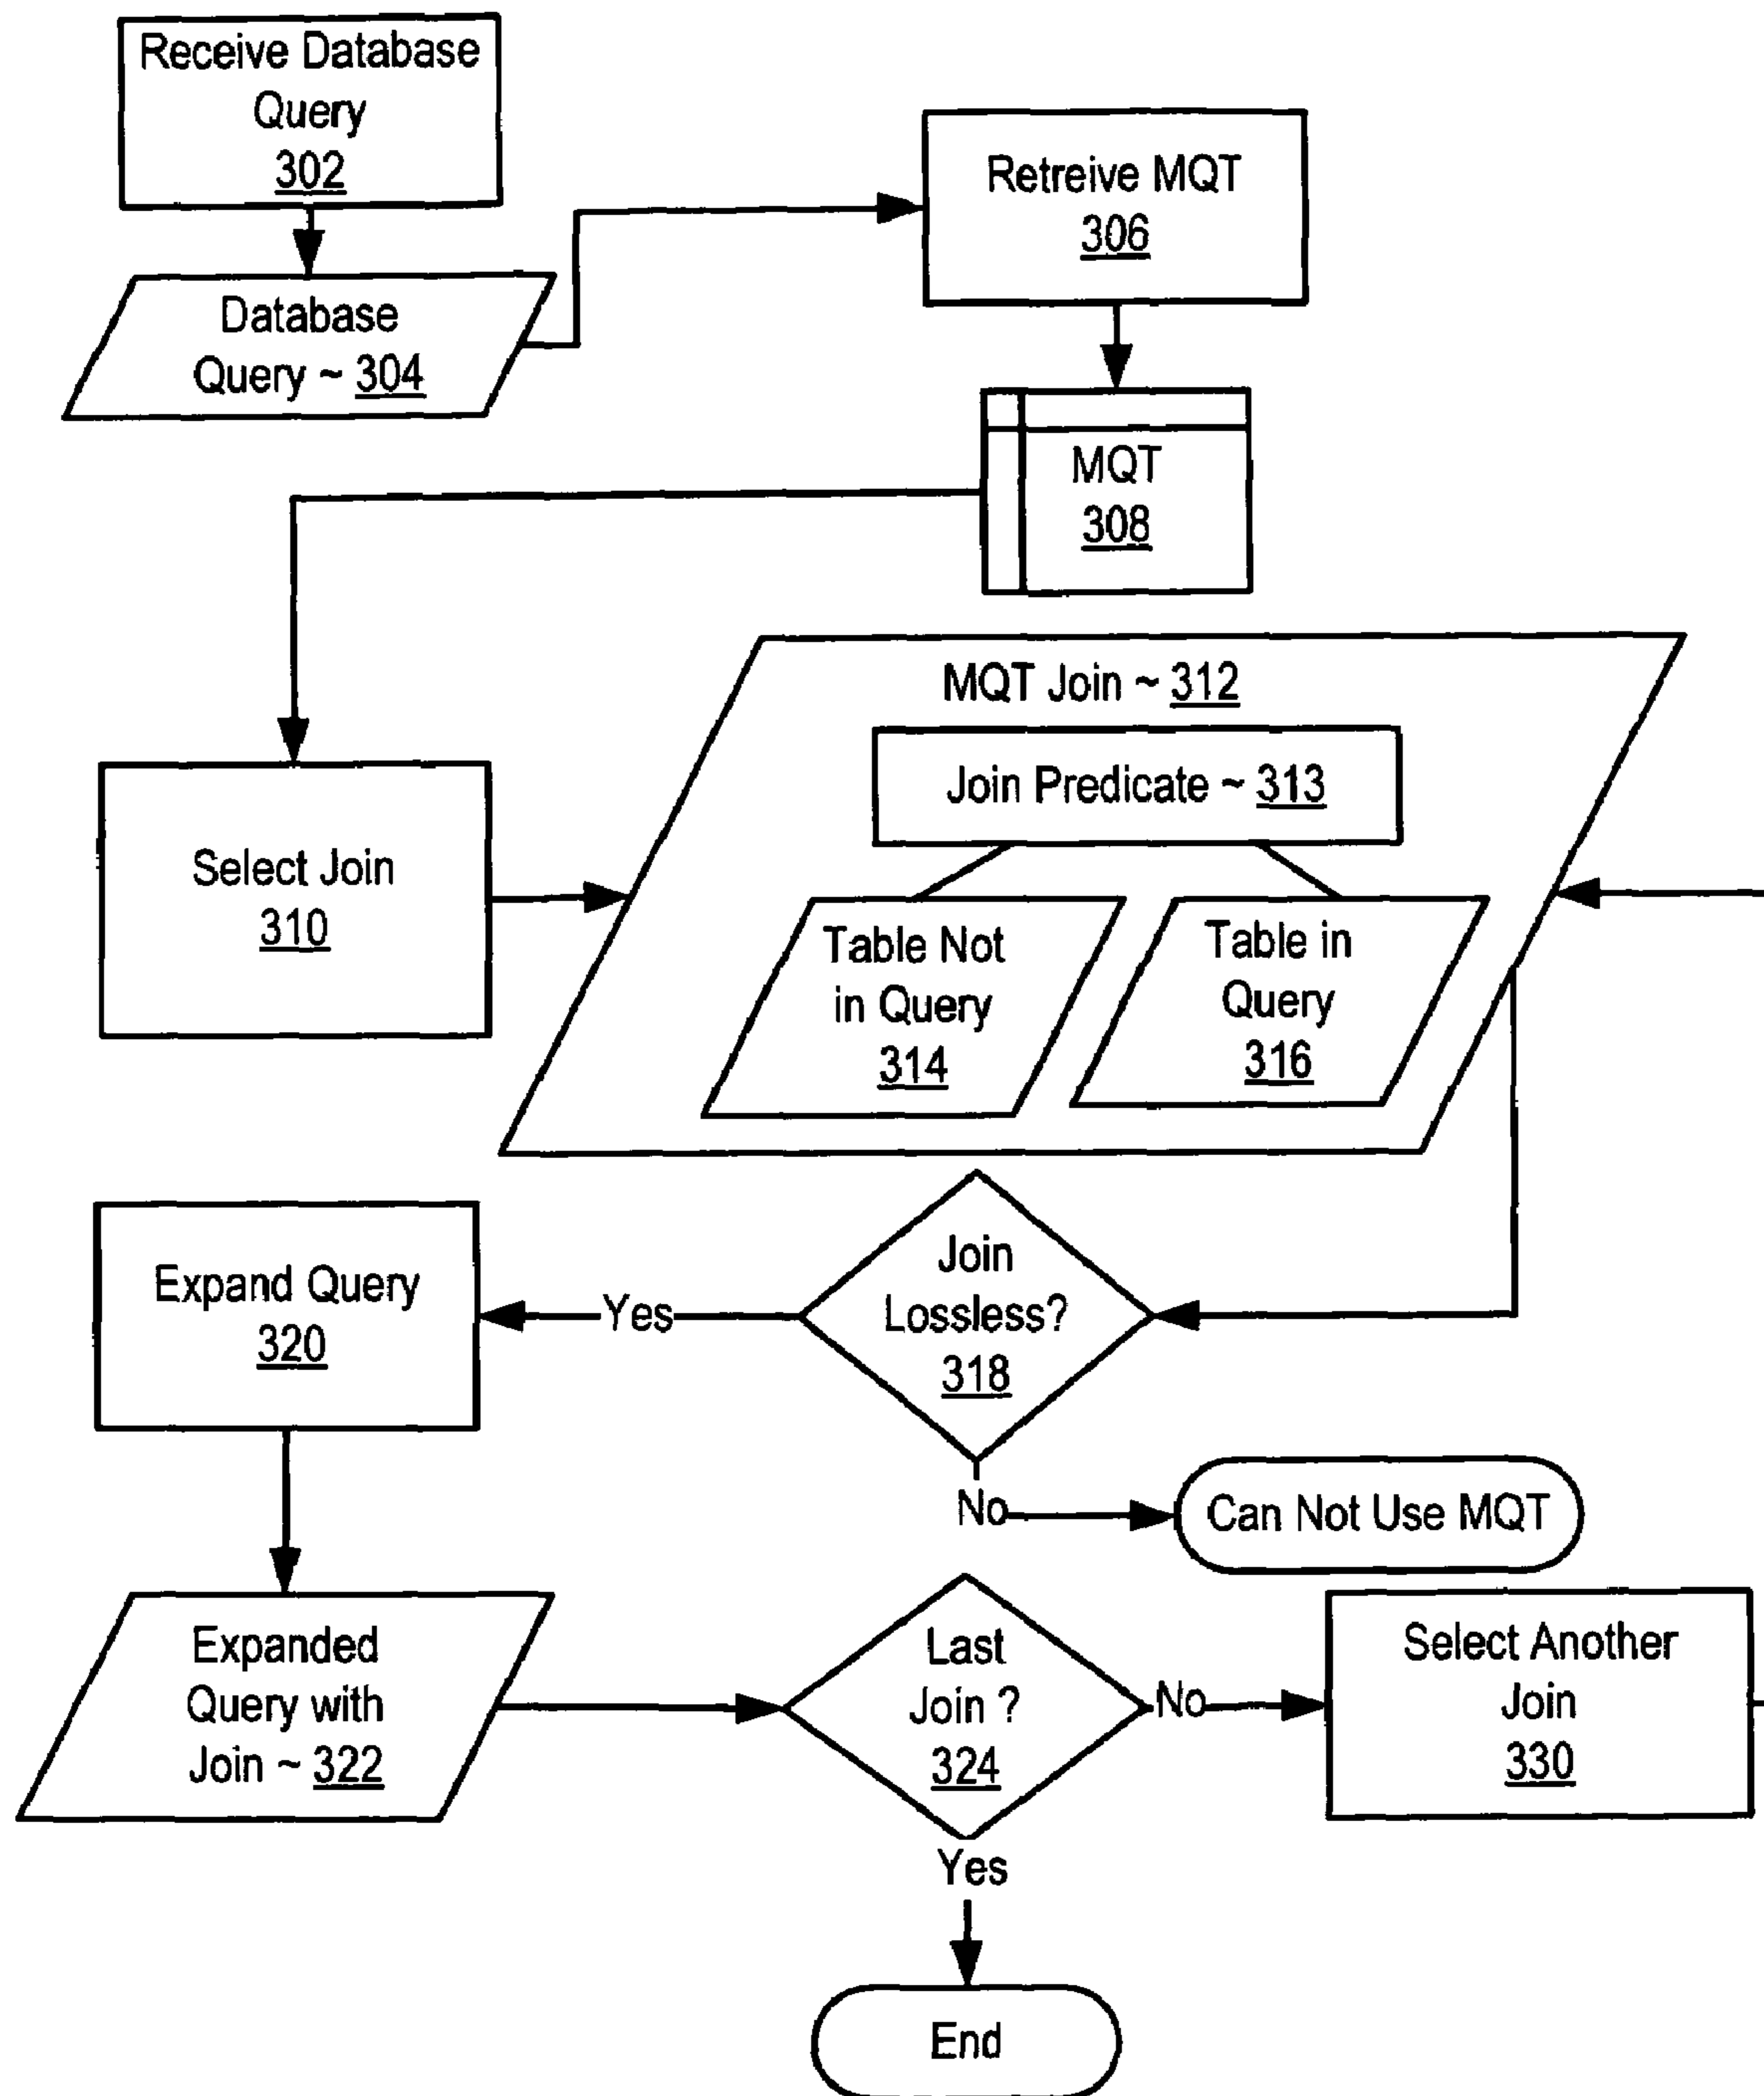 Receive Database
Query
302
Database
Query ~ 304
Retreive MQT
306
MQT
308
Select Join
310
MQT Join ~ 312
Join Predicate ~ 313
Table Not
in Query
314
Table in
Query
316
Join
Lossless?
318
Yes
No
Can Not Use MQT
Expand Query
320
Expanded
Query with
Join ~ 322
Last
Join ?
324
No
Select Another
Join
330
Yes
End